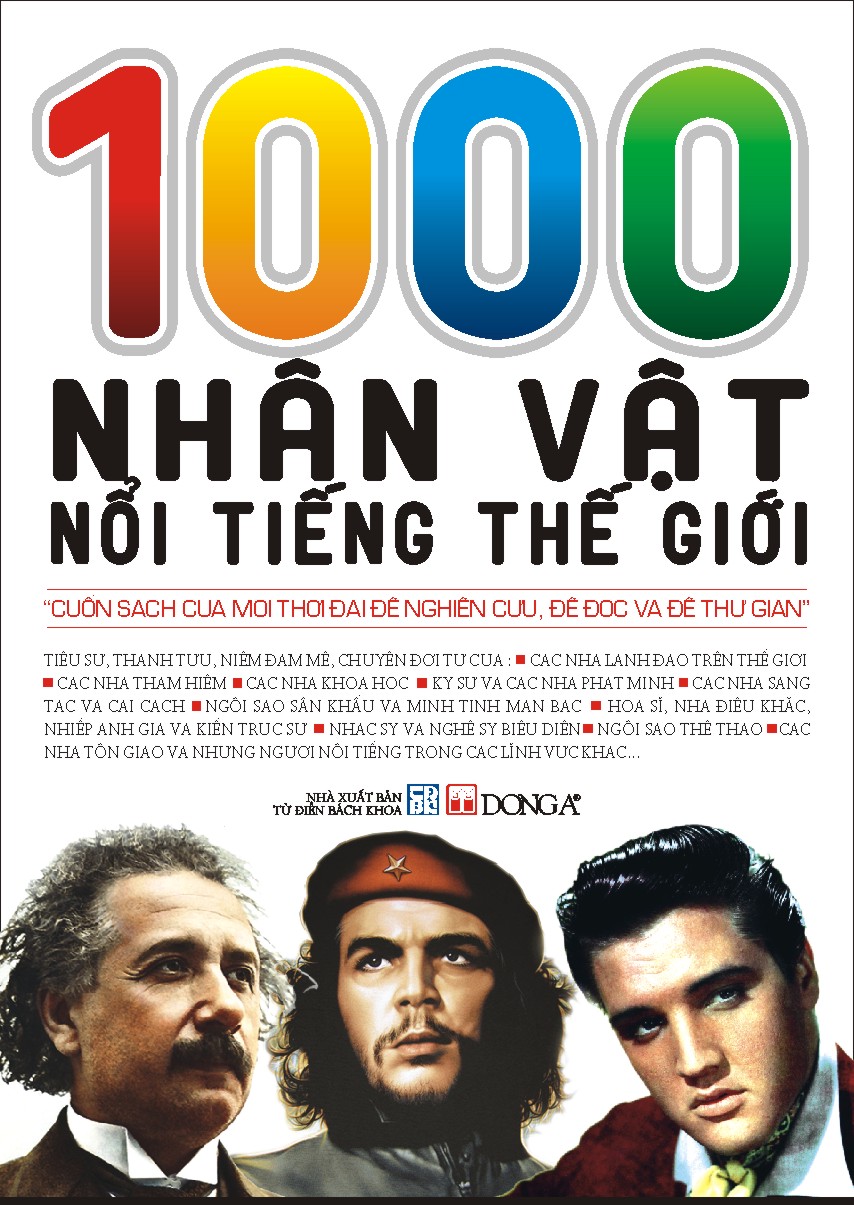 1000
NHÂN VẬT
NỔI TIẾNG THẾ GIỚI
“CUÔN SACH CUA MOI THƠI ĐAI ĐÊ NGHIÊN CƯU, ĐÊ ĐOC VA ĐÊ THƯ GIAN”
TIÊU SƯ, THANH TƯU, NIÊM ĐAM MÊ, CHUYÊN ĐƠI TƯ CUA : ■ CAC NHA LANH ĐAO TRÊN THÊ GIƠI
■ CAC NHA THAM HIÊM ■ CAC NHA KHOA HOC ■ KY SƯ VA CAC NHA PHAT MINH ■ CAC NHA SANG
TAC VA CAI CACH ■ NGÔI SAO SÂN KHÂU VA MINH TINH MAN BAC ■ HOA SĨ, NHA ĐIÊU KHĂC,
NHIÊP ANH GIA VA KIÊN TRUC SƯ ■ NHAC SY VA NGHÊ SY BIÊU DIÊN ■ NGÔI SAO THÊ THAO ■ CAC
NHA TÔN GIAO VA NHƯNG NGƯƠI NÔI TIÊNG TRONG CAC LĨNH VƯC KHAC...
NHÀ XUẤT BẢN
TỪ ĐIỂN BÁCH KHOA
DONGA®